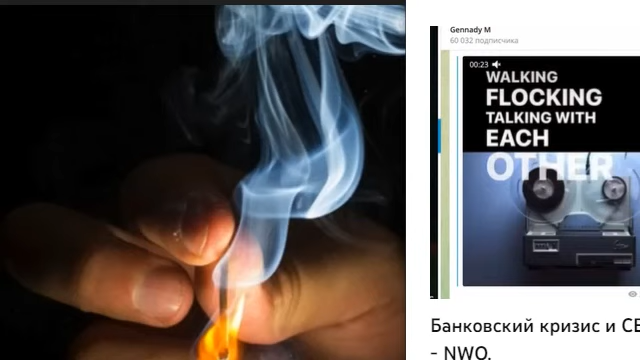 Gennady M
60 032 подписчика
00:23
WALKING
FLOCKING
TALKING WITH
EACH
OTHER
Банковский кризис и
- NWO.